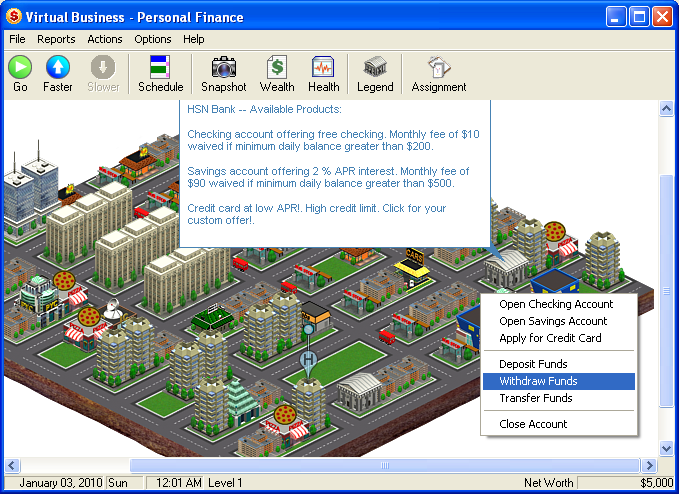 Virtual Business - Personal Finance
File Reports Actions Options Help
Go Faster Slower Schedule Snapshot Wealth Health Legend Assignment
HSN Bank -- Available Products:
Checking account offering free checking. Monthly fee of $10
waived if minimum daily balance greater than $200.
Savings account offering 2 % APR interest. Monthly fee of
$90 waived if minimum daily balance greater than $500.
Credit card at low APR!. High credit limit. Click for your
custom offer!.
CARS
PIZZA
H
Open Checking Account
Open Savings Account
Apply for Credit Card
Deposit Funds
Withdraw Funds
Transfer Funds
Close Account
January 03, 2010 Sun 12:01 AM Level 1 Net Worth $5,000